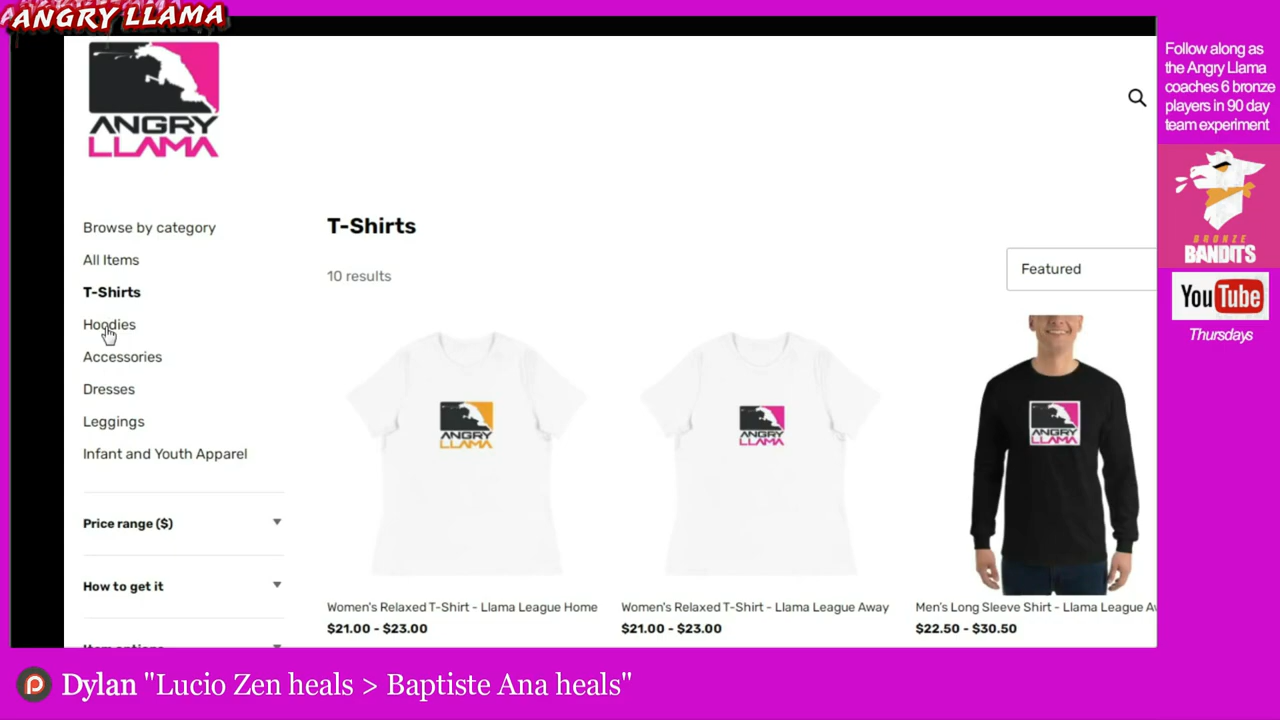 ANGRY LLAMA
ANGRY
LLAMA
Browse by category
All Items
T-Shirts
Hoodies
Accessories
Dresses
Leggings
Infant and Youth Apparel
Price range ($)
How to get it
T-Shirts
10 results
Featured
ANGRY
LLAMA
ANGRY
LLAMA
ANGRY
LLAMA
Women's Relaxed T-Shirt - Llama League Home
$21.00 - $23.00
Women's Relaxed T-Shirt - Llama League Away
$21.00 - $23.00
Men's Long Sleeve Shirt - Llama League
$22.50 - $30.50
Follow along as
the Angry Llama
coaches 6 bronze
players in 90 day
team experiment
BRONZE
BANDITS
YouTube
Thursdays
Dylan "Lucio Zen heals > Baptiste Ana heals"